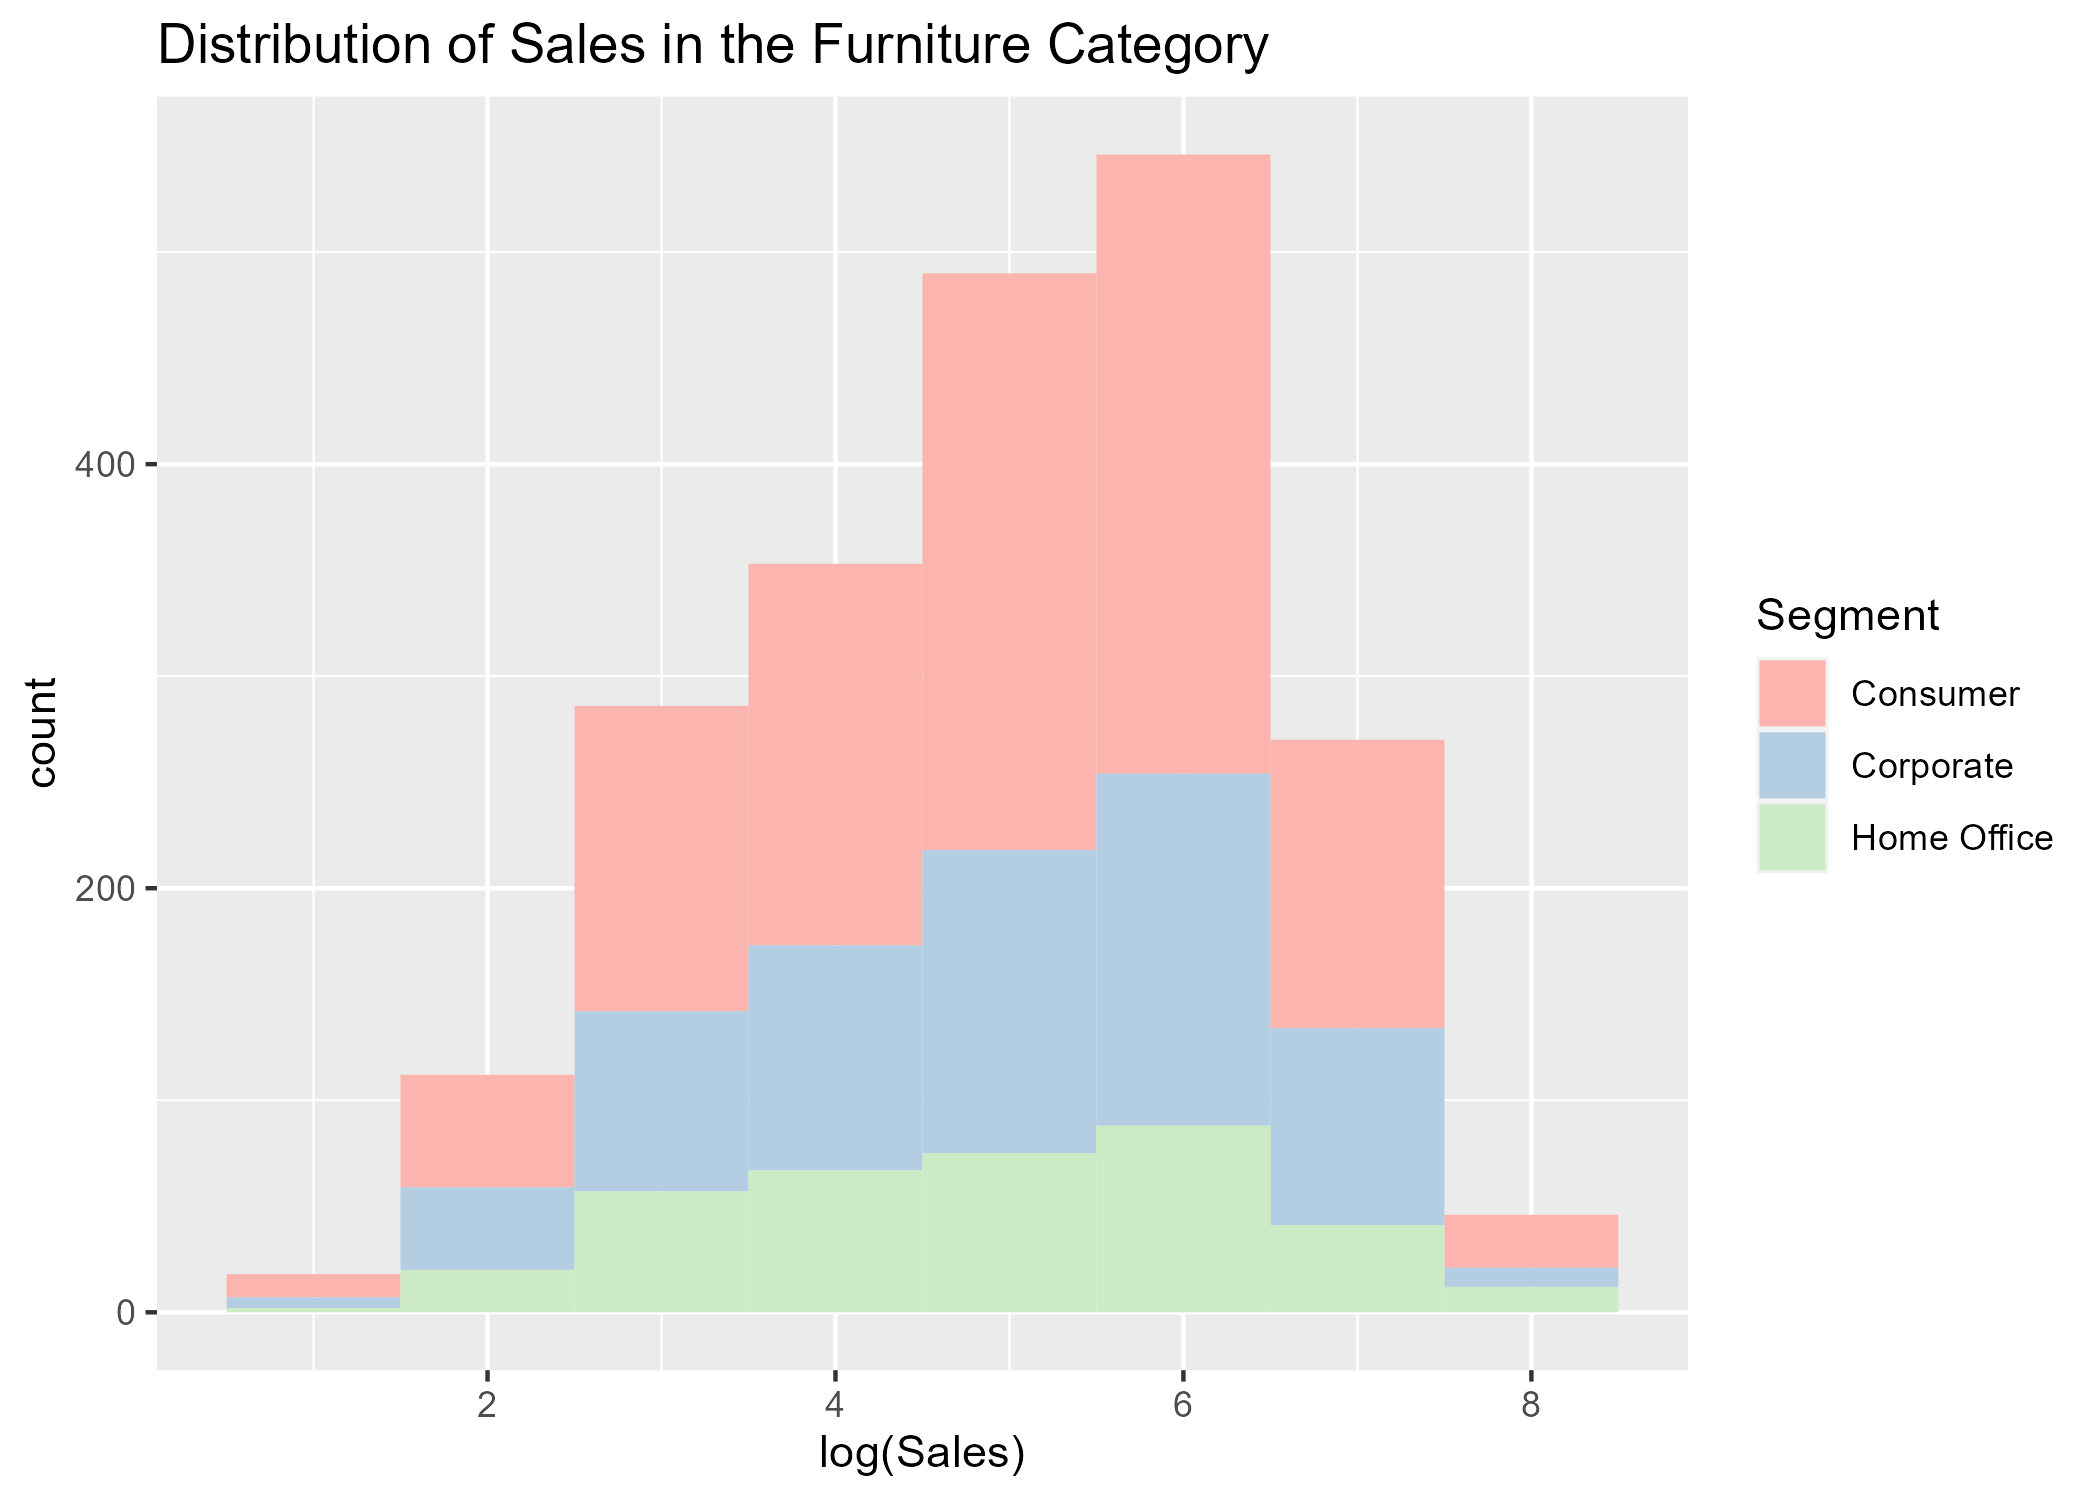 Distribution of Sales in the Furniture Category
count
400
200
0
2 4 6 8
log(Sales)
Segment
Consumer
Corporate
Home Office